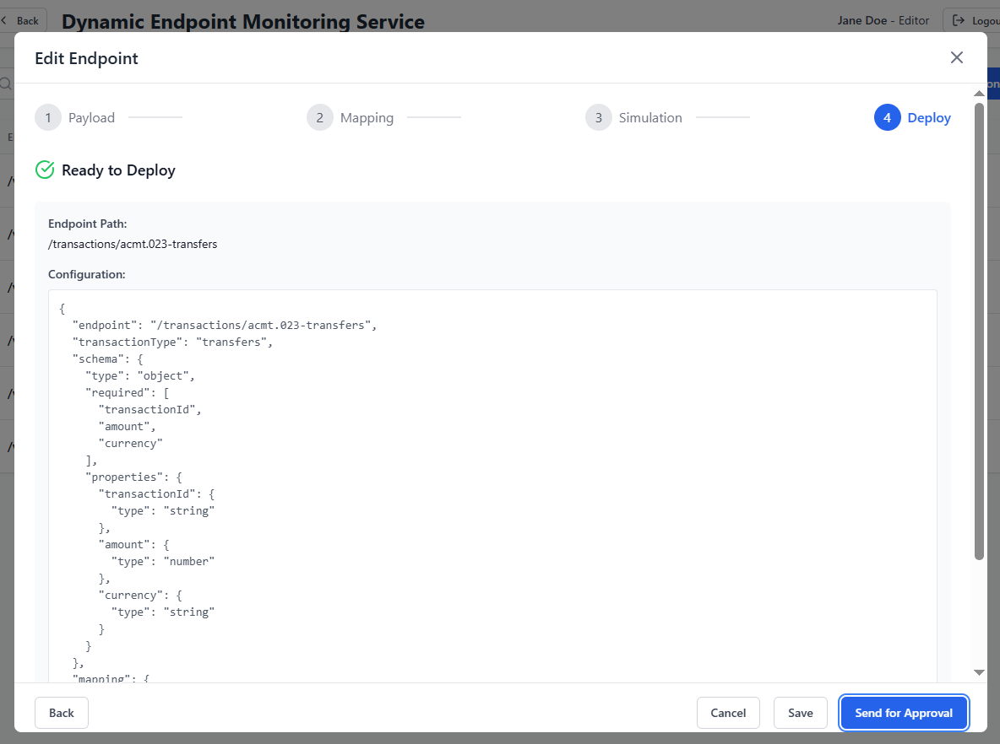 Back
Dynamic Endpoint Monitoring Service
Jane Doe - Editor
Edit Endpoint
1 Payload
2 Mapping
3 Simulation
4 Deploy
Ready to Deploy
Endpoint Path:
/transactions/acmt.023-transfers
Configuration:
{
  "endpoint": "/transactions/acmt.023-transfers",
  "transactionType": "transfers",
  "schema": {
    "type": "object",
    "required": [
      "transactionId",
      "amount",
      "currency"
    ],
    "properties": {
      "transactionId": {
        "type": "string"
      },
      "amount": {
        "type": "number"
      },
      "currency": {
        "type": "string"
      }
    }
  },
  "mapping": {
Back
Cancel
Save
Send for Approval